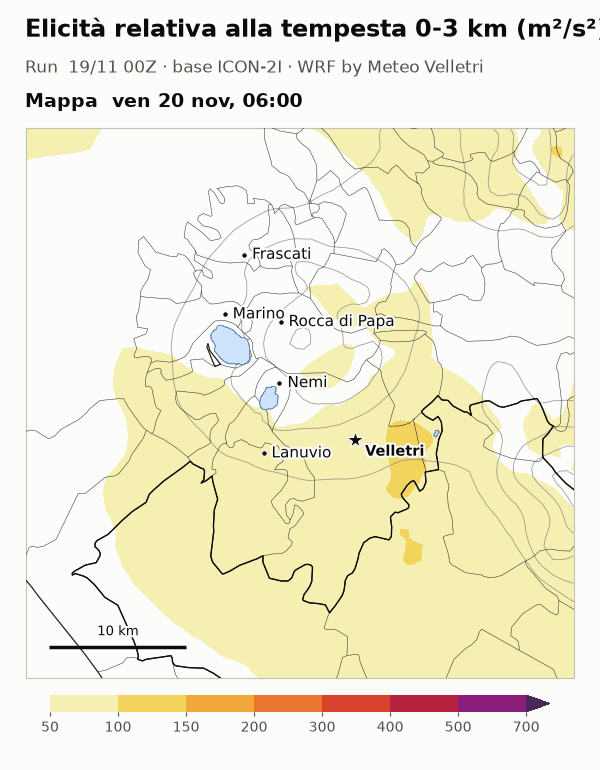 Elicità relativa alla tempesta 0-3 km (m²/s²)
Run 19/11 00Z · base ICON-2I · WRF by Meteo Velletri
Mappa ven 20 nov, 06:00
Frascati
Marino
Rocca di Papa
Nemi
Lanuvio
Velletri
10 km
50 100 150 200 300 400 500 700